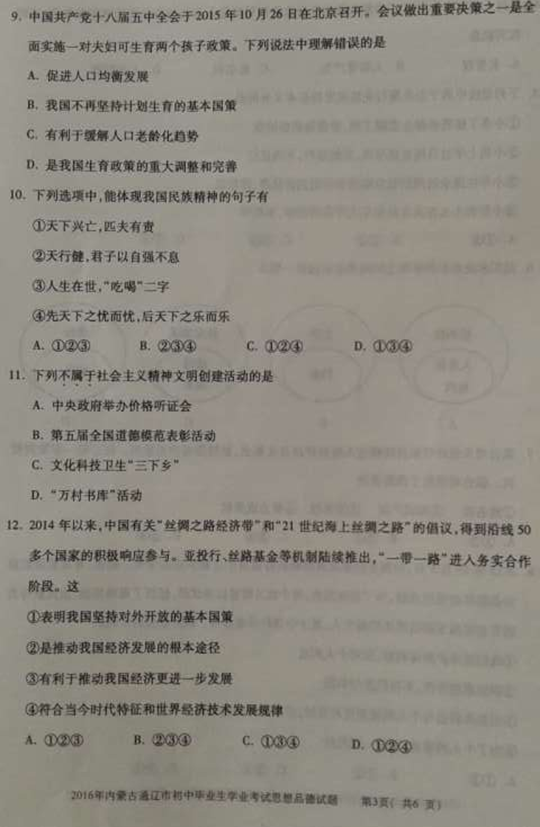 9. 中国共产党十八届五中全会于2015年10月26日在北京召开。会议做出重要决策之一是全
面实施一对夫妇可生育两个孩子政策。下列说法中理解错误的是
A. 促进人口均衡发展
B. 我国不再坚持计划生育的基本国策
C. 有利于缓解人口老龄化趋势
D. 是我国生育政策的重大调整和完善
10. 下列选项中,能体现我国民族精神的句子有
①天下兴亡,匹夫有责
②天行健,君子以自强不息
③人生在世,“吃喝”二字
④先天下之忧而忧,后天下之乐而乐
A. ①②③ B. ②③④ C. ①②④ D. ①③④
11. 下列不属于社会主义精神文明创建活动的是
A. 中央政府举办价格听证会
B. 第五届全国道德模范表彰活动
C. 文化科技卫生“三下乡”
D. “万村书库”活动
12. 2014年以来,中国有关“丝绸之路经济带”和“21世纪海上丝绸之路”的倡议,得到沿线50
多个国家的积极响应参与。亚投行、丝路基金等机制陆续推出,“一带一路”进入务实合作
阶段。这
①表明我国坚持对外开放的基本国策
②是推动我国经济发展的根本途径
③有利于推动我国经济更进一步发展
④符合当今时代特征和世界经济技术发展规律
A. ①②③ B. ②③④ C. ①③④ D. ①②④
2016年内蒙古通辽市初中毕业生学业考试思想品德试题 第3页( 共6 页)